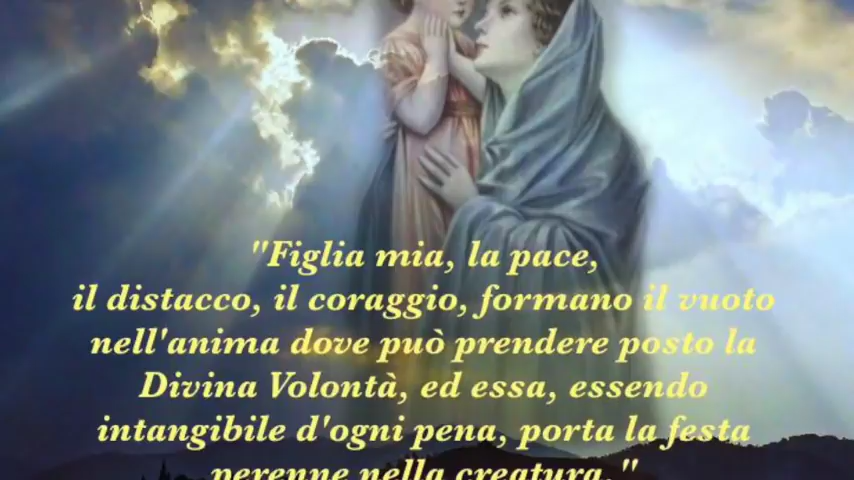 "Figlia mia, la pace,
il distacco, il coraggio, formano il vuoto
nell'anima dove può prendere posto la
Divina Volontà, ed essa, essendo
intangibile d'ogni pena, porta la festa
perenne nella creatura."